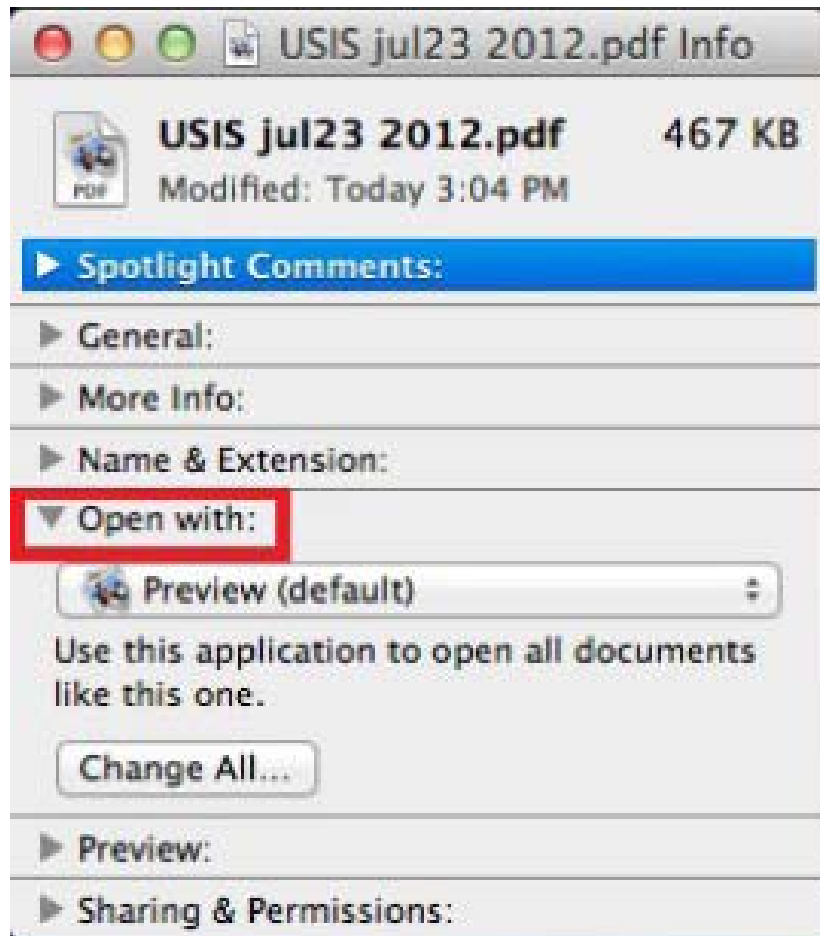 USIS jul23 2012.pdf Info
USIS jul23 2012.pdf 467 KB
PDF
Modified: Today 3:04 PM
Spotlight Comments:
General:
More Info:
Name & Extension:
Open with:
Preview (default)
Use this application to open all documents
like this one.
Change All...
Preview:
Sharing & Permissions: